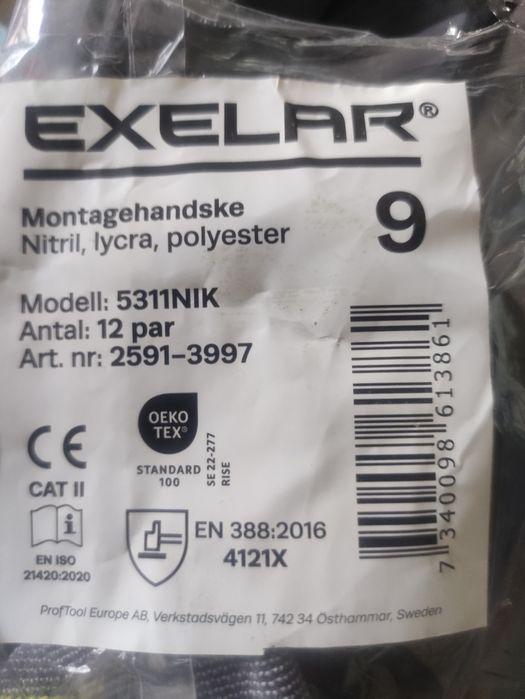 EXELAR®
Montagehandske
Nitril, lycra, polyester
9
Modell: 5311NIK
Antal: 12 par
Art. nr: 2591-3997
CE
CAT II
OEKO
TEX®
STANDARD
100
SE 22-277
RISE
i
EN ISO
21420:2020
EN 388:2016
4121X
7 340098 613861
ProfTool Europe AB, Verkstadsvägen 11, 742 34 Östhammar, Sweden